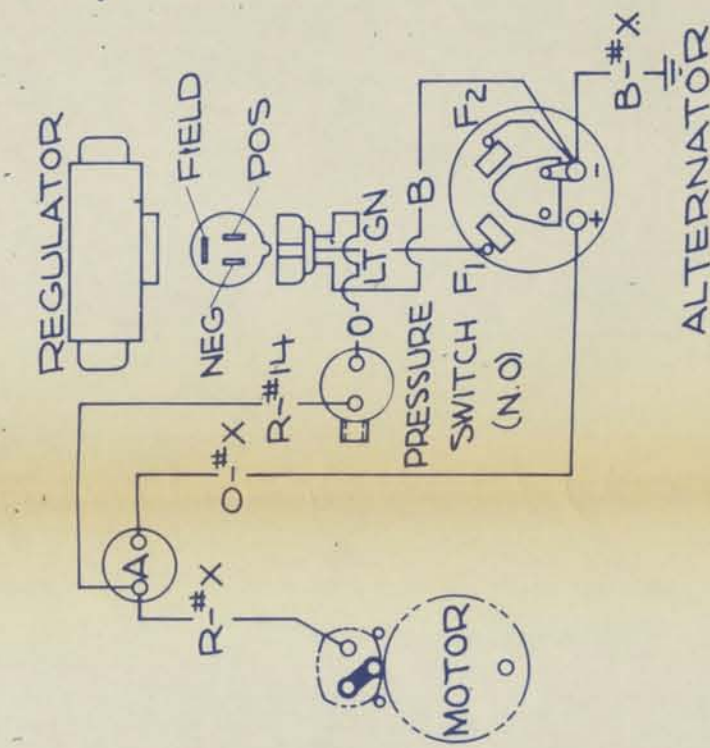 REGULATOR
FIELD
NEG
POS
LT GN
B
O
R-#14
PRESSURE
SWITCH
(N.O)
F1
F2
O-#X
A
R-#X
MOTOR
+
-
B-#X
ALTERNATOR